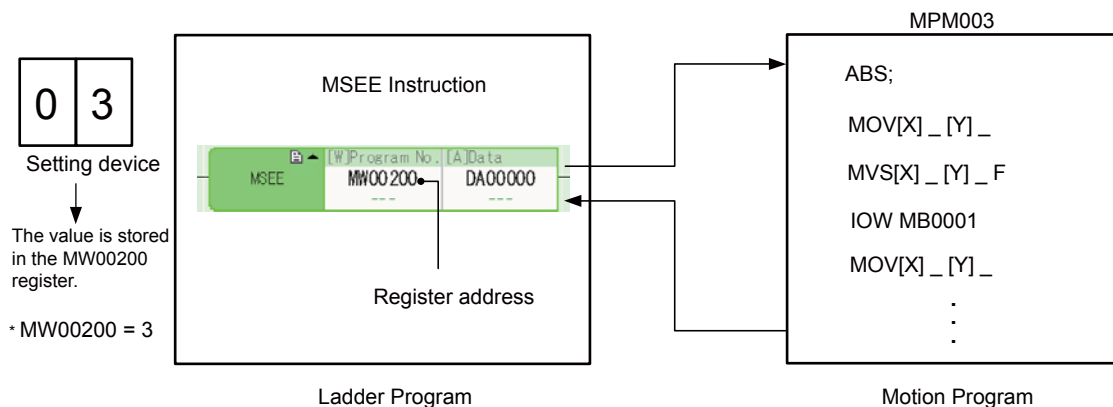 0 3
Setting device
The value is stored
in the MW00200
register.
* MW00200 = 3
MSEE Instruction
[W]Program No. [A]Data
MSEE MW00200 DA00000
--- ---
Register address
Ladder Program
MPM003
ABS;
MOV[X] _ [Y] _
MVS[X] _ [Y] _ F
IOW MB0001
MOV[X] _ [Y] _
.
.
.
Motion Program